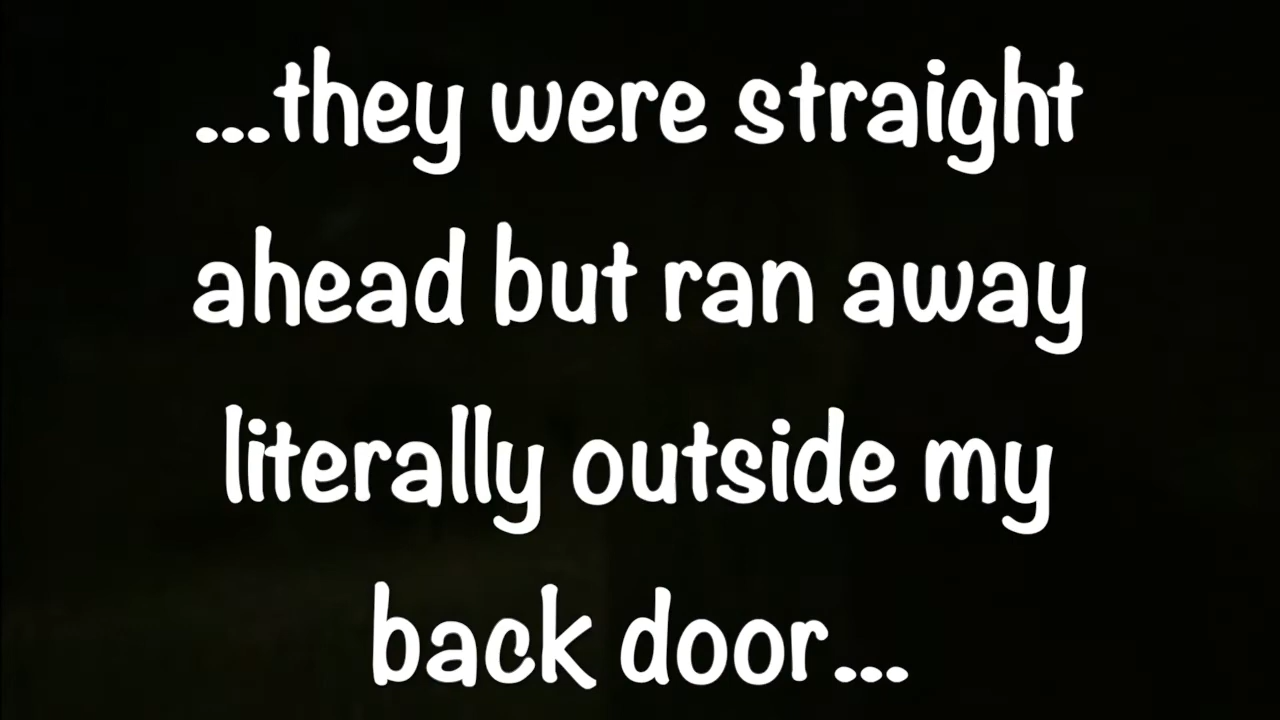 ...they were straight
ahead but ran away
literally outside my
back door...